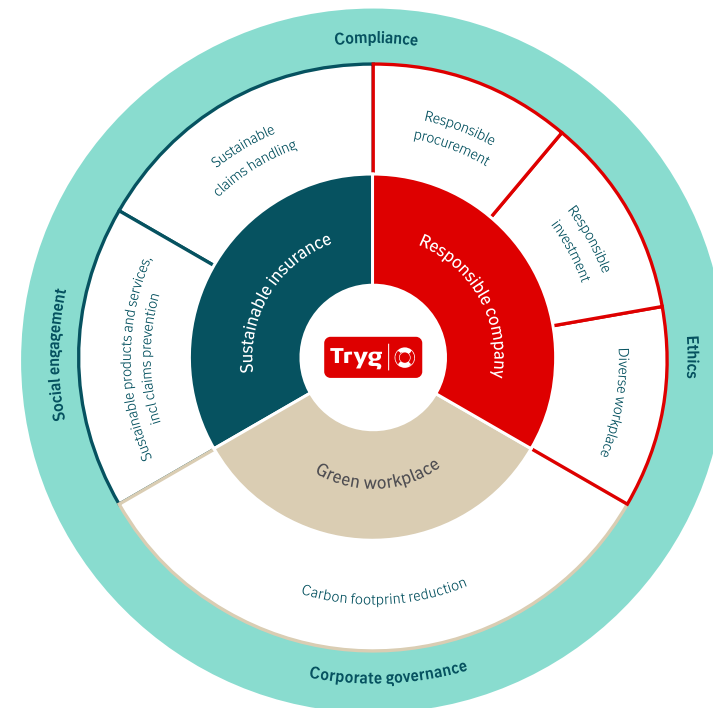 Compliance
Sustainable
claims handling
Responsible
procurement
Responsible
investment
Sustainable insurance
Responsible company
Sustainable products and services,
incl claims prevention
Social engagement
Tryg
Ethics
Diverse workplace
Green workplace
Carbon footprint reduction
Corporate governance